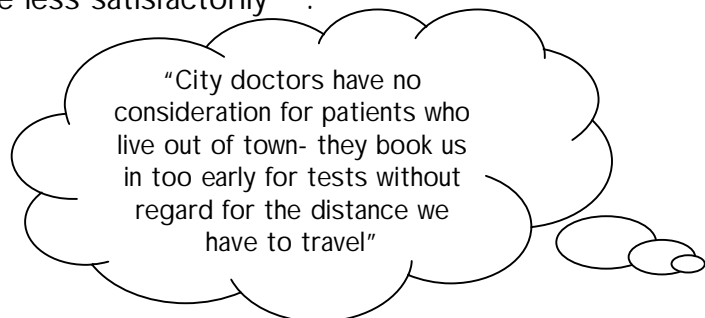 less satisfactorily .
"City doctors have no
consideration for patients who
live out of town- they book us
in too early for tests without
regard for the distance we
have to travel"